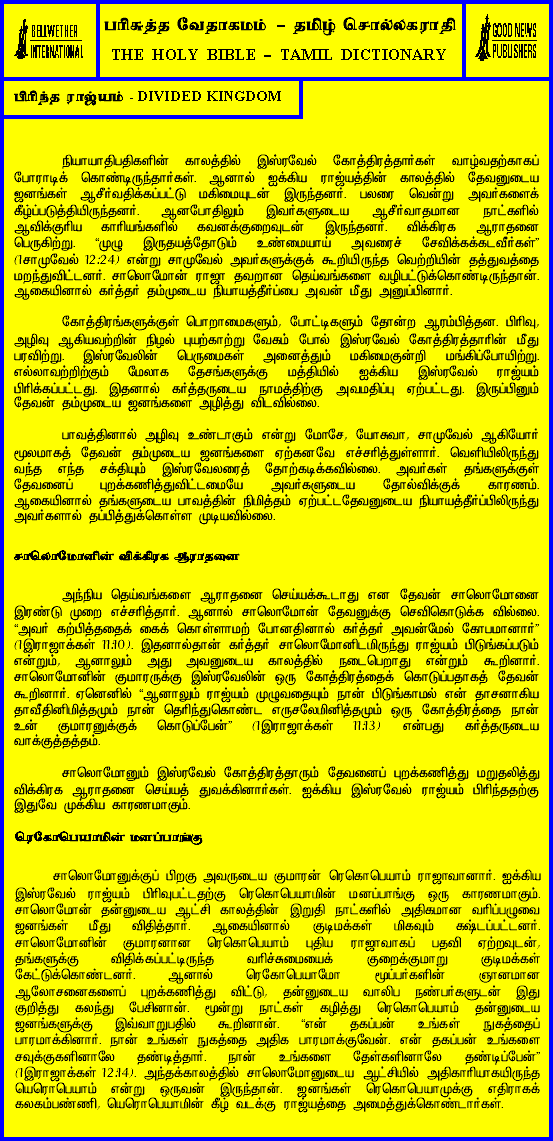 BELLWETHER
INTERNATIONAL
பரிசுத்த வேதாகமம் - தமிழ் சொல்லகராதி
THE HOLY BIBLE - TAMIL DICTIONARY
GOOD NEWS
PUBLISHERS
பிரிந்த ராஜ்யம் - DIVIDED KINGDOM
நியாயாதிபதிகளின் காலத்தில் இஸ்ரவேல் கோத்திரத்தார்கள் வாழ்வதற்காகப்
போராடிக் கொண்டிருந்தார்கள். ஆனால் ஐக்கிய ராஜ்யத்தின் காலத்தில் தேவனுடைய
ஜனங்கள் ஆசீர்வதிக்கப்பட்டு மகிமையுடன் இருந்தனர். பலரை வென்று அவர்களைக்
கீழ்ப்படுத்தியிருந்தனர். ஆனபோதிலும் இவர்களுடைய ஆசீர்வாதமான நாட்களில்
ஆவிக்குரிய காரியங்களில் கவனக்குறைவுடன் இருந்தனர். விக்கிரக ஆராதனை
பெருகிற்று. “முழு இருதயத்தோடும் உண்மையாய் அவரைச் சேவிக்கக்கடவீர்கள்”
(1சாமுவேல் 12:24) என்று சாமுவேல் அவர்களுக்குக் கூறியிருந்த வெற்றியின் தத்துவத்தை
மறந்துவிட்டனர். சாலொமோன் ராஜா தவறான தெய்வங்களை வழிபட்டுக்கொண்டிருந்தான்.
ஆகையினால் கர்த்தர் தம்முடைய நியாயத்தீர்ப்பை அவன் மீது அனுப்பினார்.
கோத்திரங்களுக்குள் பொறாமைகளும், போட்டிகளும் தோன்ற ஆரம்பித்தன. பிரிவு,
அழிவு ஆகியவற்றின் நிழல் புயற்காற்று வேகம் போல் இஸ்ரவேல் கோத்திரத்தாரின் மீது
பரவிற்று. இஸ்ரவேலின் பெருமைகள் அனைத்தும் மகிமைகுன்றி மங்கிப்போயிற்று.
எல்லாவற்றிற்கும் மேலாக தேசங்களுக்கு மத்தியில் ஐக்கிய இஸ்ரவேல் ராஜ்யம்
பிரிக்கப்பட்டது. இதனால் கர்த்தருடைய நாமத்திற்கு அவமதிப்பு ஏற்பட்டது. இருப்பினும்
தேவன் தம்முடைய ஜனங்களை அழித்து விடவில்லை.
பாவத்தினால் அழிவு உண்டாகும் என்று மோசே, யோசுவா, சாமுவேல் ஆகியோர்
மூலமாகத் தேவன் தம்முடைய ஜனங்களை ஏற்கனவே எச்சரித்துள்ளார். வெளியிலிருந்து
வந்த எந்த சக்தியும் இஸ்ரவேலரைத் தோற்கடிக்கவில்லை. அவர்கள் தங்களுக்குள்
தேவனைப் புறக்கணித்துவிட்டமையே அவர்களுடைய தோல்விக்குக் காரணம்.
ஆகையினால் தங்களுடைய பாவத்தின் நிமித்தம் ஏற்பட்டதேவனுடைய நியாயத்தீர்ப்பிலிருந்து
அவர்களால் தப்பித்துக்கொள்ள முடியவில்லை.
சாலொமோனின் விக்கிரக ஆராதனை
அந்நிய தெய்வங்களை ஆராதனை செய்யக்கூடாது என தேவன் சாலொமோனை
இரண்டு முறை எச்சரித்தார். ஆனால் சாலொமோன் தேவனுக்கு செவிகொடுக்க வில்லை.
“அவர் கற்பித்ததைக் கைக் கொள்ளாமற் போனதினால் கர்த்தர் அவன்மேல் கோபமானார்”
(1இராஜாக்கள் 11:10). இதனால்தான் கர்த்தர் சாலொமோனிடமிருந்து ராஜ்யம் பிடுங்கப்படும்
என்றும், ஆனாலும் அது அவனுடைய காலத்தில் நடைபெறாது என்றும் கூறினார்.
சாலொமோனின் குமாரருக்கு இஸ்ரவேலின் ஒரு கோத்திரத்தைக் கொடுப்பதாகத் தேவன்
கூறினார். ஏனெனில் “ஆனாலும் ராஜ்யம் முழுவதையும் நான் பிடுங்காமல் என் தாசனாகிய
தாவீதினிமித்தமும் நான் தெரிந்துகொண்ட எருசலேமினித்தமும் ஒரு கோத்திரத்தை நான்
உன் குமாரனுக்குக் கொடுப்பேன்” (1இராஜாக்கள் 11:13) என்பது கர்த்தருடைய
வாக்குத்தத்தம்.
சாலொமோனும் இஸ்ரவேல் கோத்திரத்தாரும் தேவனைப் புறக்கணித்து மறுதலித்து
விக்கிரக ஆராதனை செய்யத் துவக்கினார்கள். ஐக்கிய இஸ்ரவேல் ராஜ்யம் பிரிந்ததற்கு
இதுவே முக்கிய காரணமாகும்.
ரெகோபெயாமின் மனப்பாங்கு
சாலொமோனுக்குப் பிறகு அவருடைய குமாரன் ரெகொபெயாம் ராஜாவானார். ஐக்கிய
இஸ்ரவேல் ராஜ்யம் பிரிவுபட்டதற்கு ரெகொபெயாமின் மனப்பாங்கு ஒரு காரணமாகும்.
சாலொமோன் தன்னுடைய ஆட்சி காலத்தின் இறுதி நாட்களில் அதிகமான வரிப்பழுவை
ஜனங்கள் மீது விதித்தார். ஆகையினால் குடிமக்கள் மிகவும் கஷ்டப்பட்டனர்.
சாலொமோனின் குமாரனான ரெகொபெயாம் புதிய ராஜாவாகப் பதவி ஏற்றவுடன்,
தங்களுக்கு விதிக்கப்பட்டிருந்த வரிச்சுமையைக் குறைக்குமாறு குடிமக்கள்
கேட்டுக்கொண்டனர். ஆனால் ரெகோபெயாமோ மூப்பர்களின் ஞானமான
ஆலோசனைகளைப் புறக்கணித்து விட்டு, தன்னுடைய வாலிப நண்பர்களுடன் இது
குறித்து கலந்து பேசினான். மூன்று நாட்கள் கழித்து ரெகொபெயாம் தன்னுடைய
ஜனங்களுக்கு இவ்வாறுபதில் கூறினான். “என் தகப்பன் உங்கள் நுகத்தைப்
பாரமாக்கினார். நான் உங்கள் நுகத்தை அதிக பாரமாக்குவேன். என் தகப்பன் உங்களை
சவுக்குகளினாலே தண்டித்தார். நான் உங்களை தேள்களினாலே தண்டிப்பேன்”
(1இராஜாக்கள் 12:14). அந்தக்காலத்தில் சாலொமோனுடைய ஆட்சியில் அதிகாரியாகயிருந்த
யெரொபெயாம் என்று ஒருவன் இருந்தான். ஜனங்கள் ரெகொபெயாமுக்கு எதிராகக்
கலகம்பண்ணி, யெரொபெயாமின் கீழ் வடக்கு ராஜ்யத்தை அமைத்துக்கொண்டார்கள்.